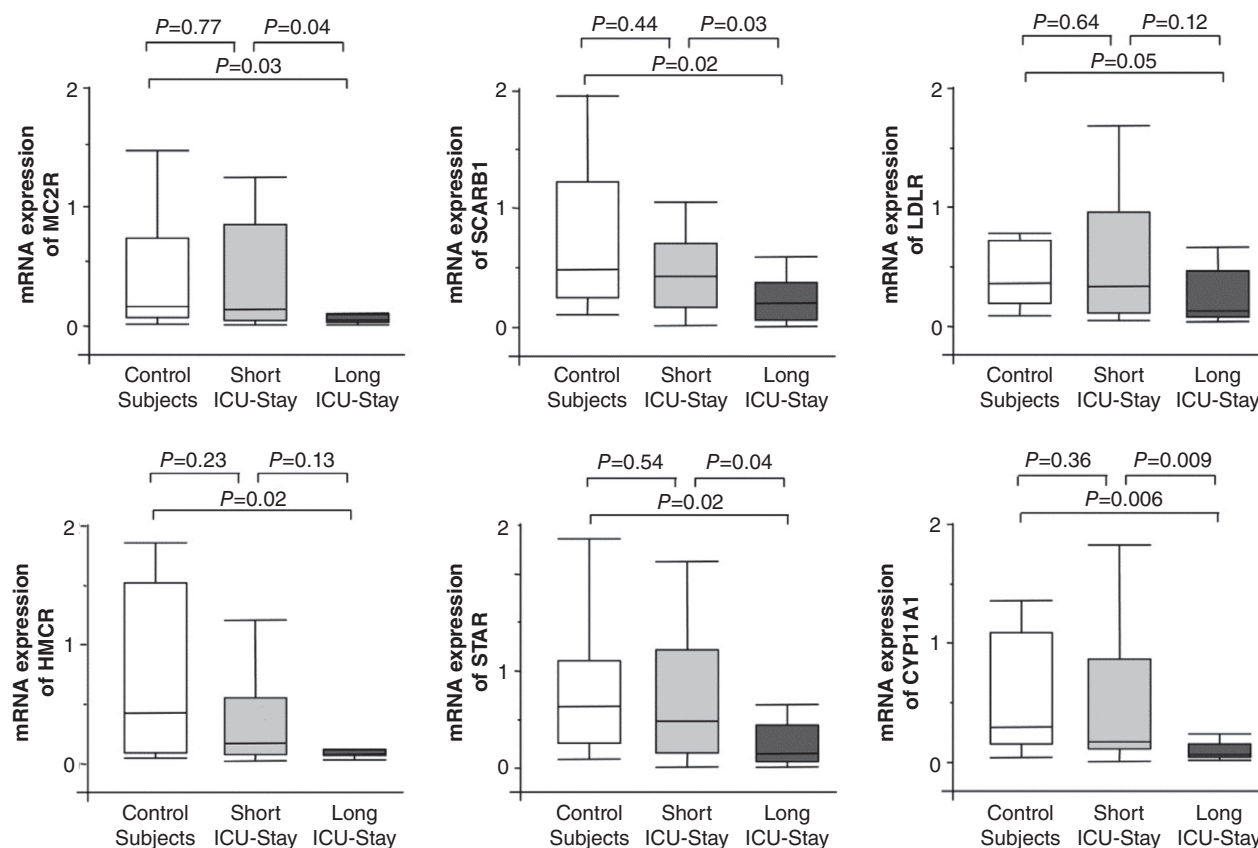 P=0.77 P=0.04
P=0.03
mRNA expression
of MC2R
2
1
0
Control
Subjects
Short
ICU-Stay
Long
ICU-Stay
P=0.44 P=0.03
P=0.02
mRNA expression
of SCARB1
2
1
0
Control
Subjects
Short
ICU-Stay
Long
ICU-Stay
P=0.64 P=0.12
P=0.05
mRNA expression
of LDLR
2
1
0
Control
Subjects
Short
ICU-Stay
Long
ICU-Stay
P=0.23 P=0.13
P=0.02
mRNA expression
of HMCR
2
1
0
Control
Subjects
Short
ICU-Stay
Long
ICU-Stay
P=0.54 P=0.04
P=0.02
mRNA expression
of STAR
2
1
0
Control
Subjects
Short
ICU-Stay
Long
ICU-Stay
P=0.36 P=0.009
P=0.006
mRNA expression
of CYP11A1
2
1
0
Control
Subjects
Short
ICU-Stay
Long
ICU-Stay